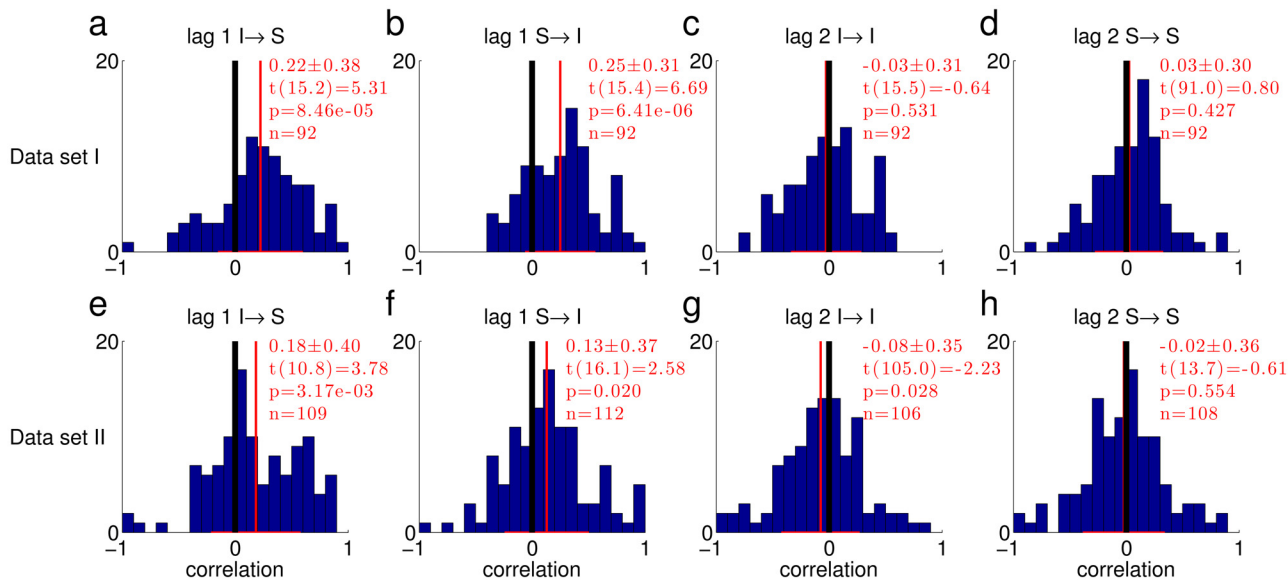 a
lag 1 I→ S
20
0
−1
0
1
0.22±0.38
t(15.2)=5.31
p=8.46e-05
n=92
b
lag 1 S→ I
20
0
−1
0
1
0.25±0.31
t(15.4)=6.69
p=6.41e-06
n=92
c
lag 2 I→ I
20
0
−1
0
1
-0.03±0.31
t(15.5)=-0.64
p=0.531
n=92
d
lag 2 S→ S
20
0
−1
0
1
0.03±0.30
t(91.0)=0.80
p=0.427
n=92
Data set I
e
lag 1 I→ S
20
0
−1
0
1
0.18±0.40
t(10.8)=3.78
p=3.17e-03
n=109
correlation
f
lag 1 S→ I
20
0
−1
0
1
0.13±0.37
t(16.1)=2.58
p=0.020
n=112
correlation
g
lag 2 I→ I
20
0
−1
0
1
-0.08±0.35
t(105.0)=-2.23
p=0.028
n=106
correlation
h
lag 2 S→ S
20
0
−1
0
1
-0.02±0.36
t(13.7)=-0.61
p=0.554
n=108
correlation
Data set II